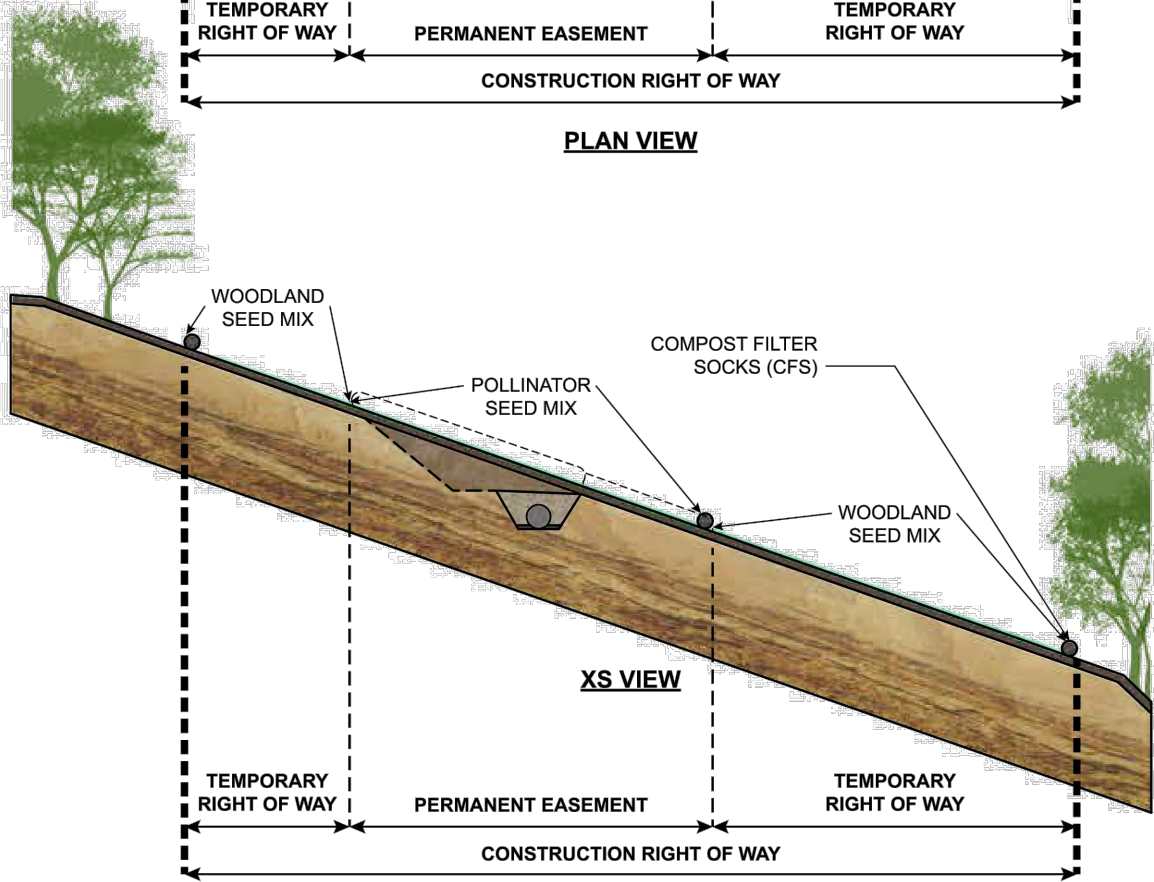 TEMPORARY
RIGHT OF WAY
PERMANENT EASEMENT
TEMPORARY
RIGHT OF WAY
CONSTRUCTION RIGHT OF WAY
PLAN VIEW
WOODLAND
SEED MIX
COMPOST FILTER
SOCKS (CFS)
POLLINATOR
SEED MIX
WOODLAND
SEED MIX
XS VIEW
TEMPORARY
RIGHT OF WAY
PERMANENT EASEMENT
TEMPORARY
RIGHT OF WAY
CONSTRUCTION RIGHT OF WAY